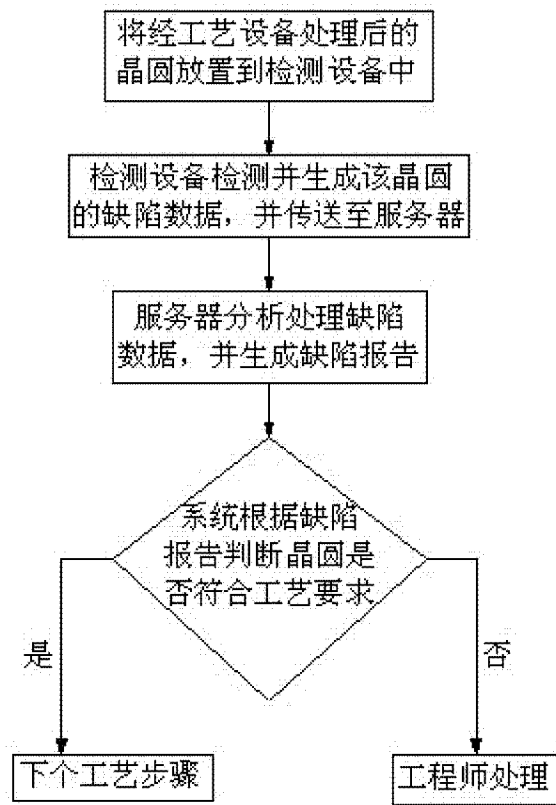 将经工艺设备处理后的
晶圆放置到检测设备中
检测设备检测并生成该晶圆
的缺陷数据，并传送至服务器
服务器分析处理缺陷
数据，并生成缺陷报告
系统根据缺陷
报告判断晶圆是
否符合工艺要求
是
否
下个工艺步骤
工程师处理